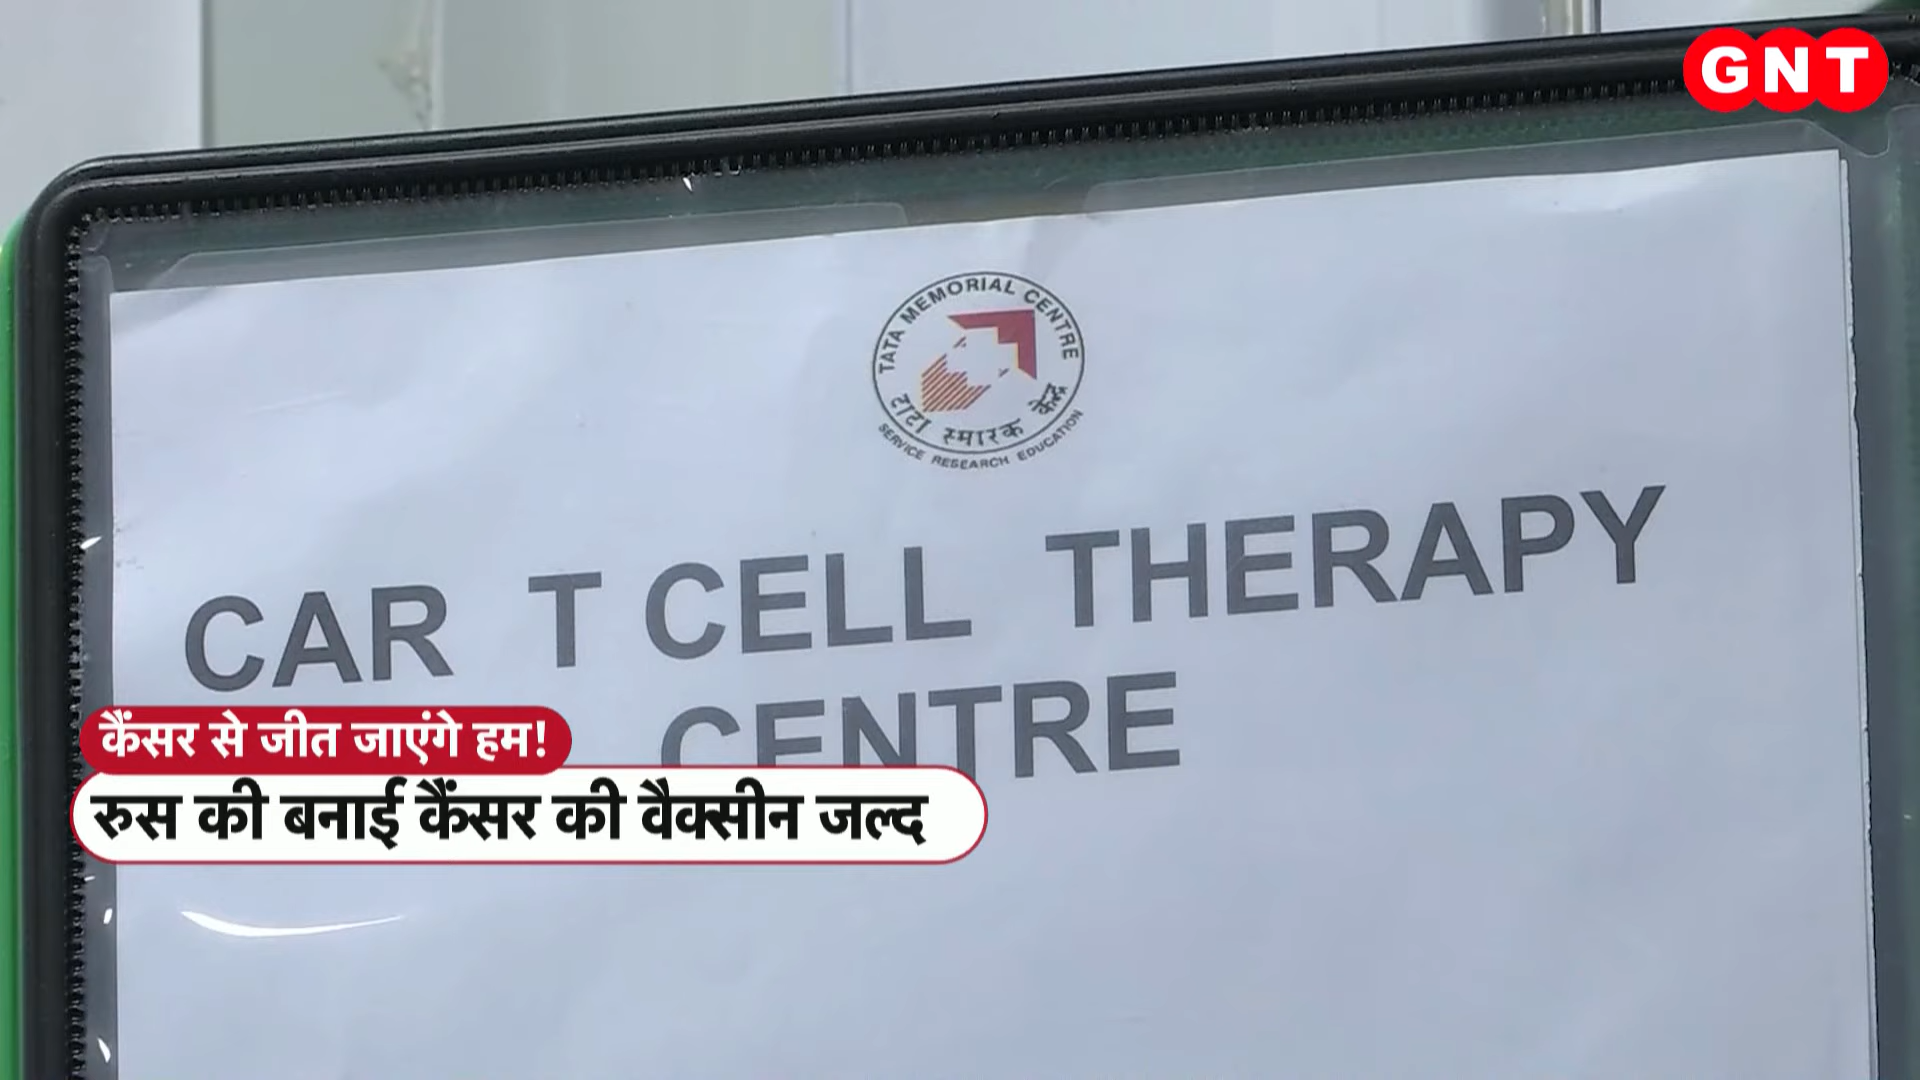 GNT
TATA MEMORIAL CENTRE
टाटा स्मारक केन्द्र
SERVICE RESEARCH EDUCATION
CAR T CELL THERAPY
CENTRE
कैंसर से जीत जाएंगे हम!
रुस की बनाई कैंसर की वैक्सीन जल्द